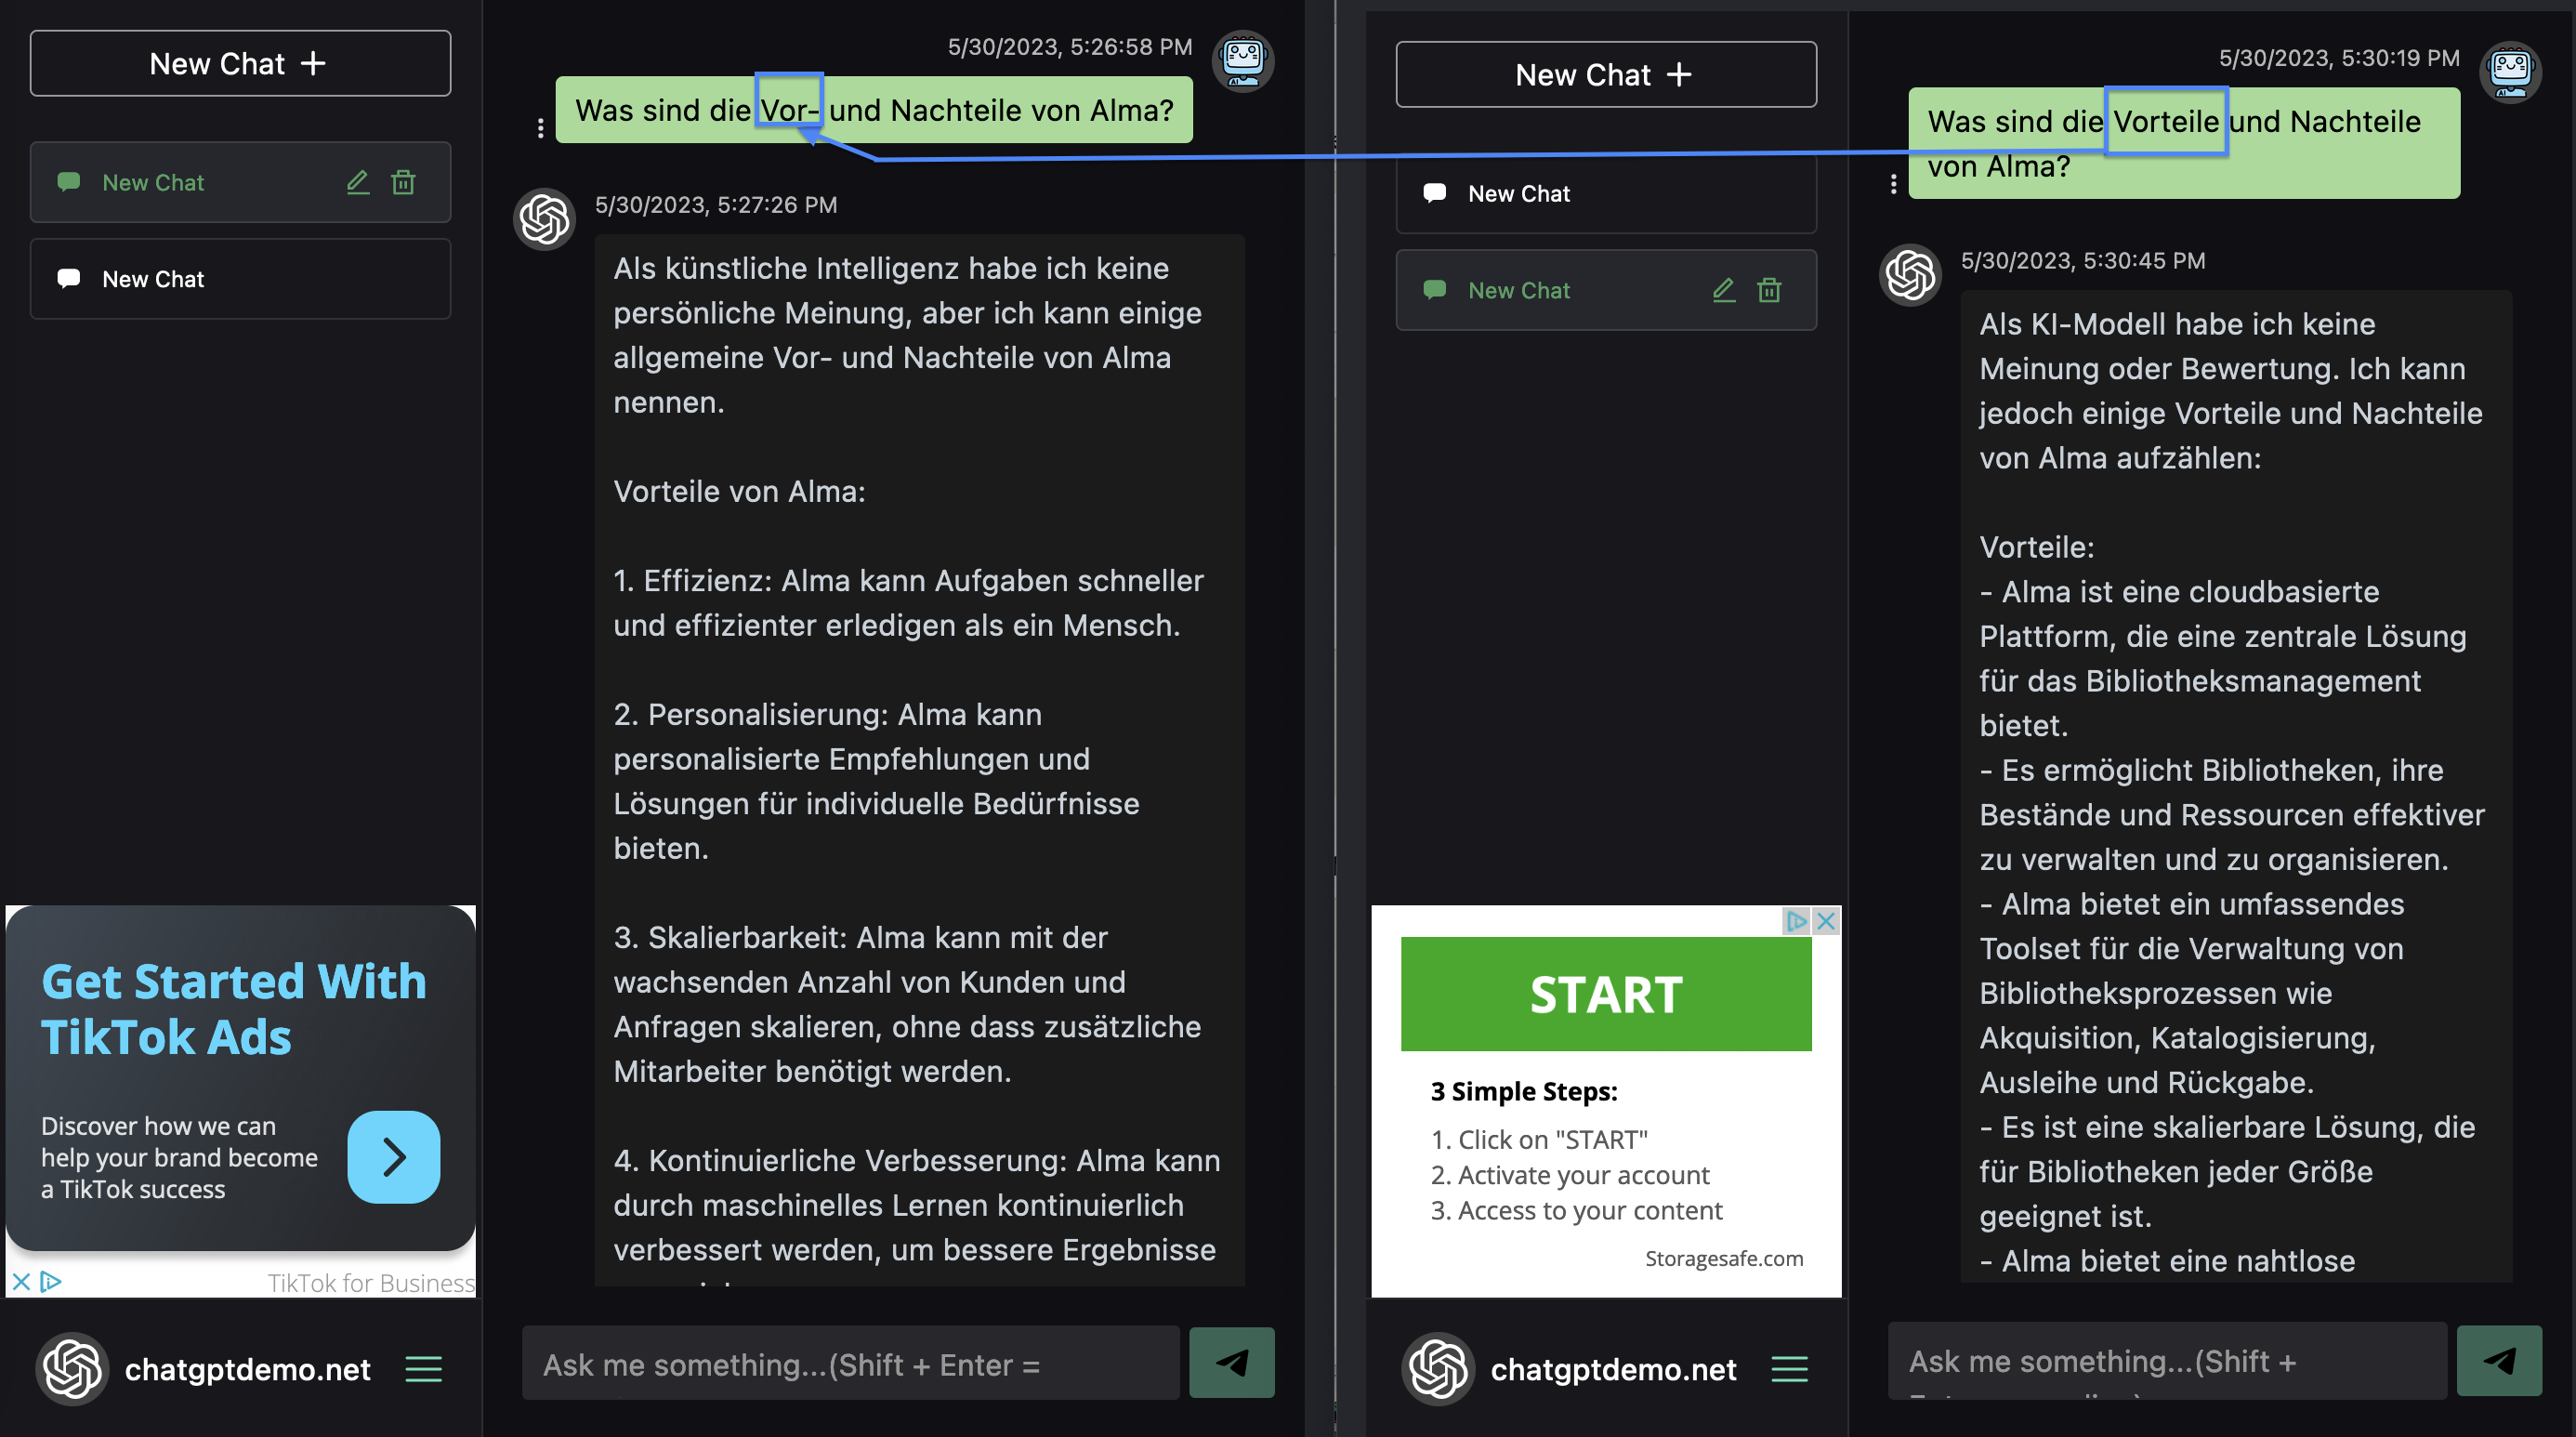 New Chat +
New Chat
New Chat
Get Started With
TikTok Ads
Discover how we can
help your brand become
a TikTok success
TikTok for Business
chatgptdemo.net
5/30/2023, 5:26:58 PM
Was sind die Vor- und Nachteile von Alma?
5/30/2023, 5:27:26 PM
Als künstliche Intelligenz habe ich keine
persönliche Meinung, aber ich kann einige
allgemeine Vor- und Nachteile von Alma
nennen.
Vorteile von Alma:
1. Effizienz: Alma kann Aufgaben schneller
und effizienter erledigen als ein Mensch.
2. Personalisierung: Alma kann
personalisierte Empfehlungen und
Lösungen für individuelle Bedürfnisse
bieten.
3. Skalierbarkeit: Alma kann mit der
wachsenden Anzahl von Kunden und
Anfragen skalieren, ohne dass zusätzliche
Mitarbeiter benötigt werden.
4. Kontinuierliche Verbesserung: Alma kann
durch maschinelles Lernen kontinuierlich
verbessert werden, um bessere Ergebnisse
Ask me something...(Shift + Enter =
New Chat +
New Chat
New Chat
START
3 Simple Steps:
1. Click on "START"
2. Activate your account
3. Access to your content
Storagesafe.com
chatgptdemo.net
5/30/2023, 5:30:19 PM
Was sind die Vorteile und Nachteile
von Alma?
5/30/2023, 5:30:45 PM
Als KI-Modell habe ich keine
Meinung oder Bewertung. Ich kann
jedoch einige Vorteile und Nachteile
von Alma aufzählen:
Vorteile:
- Alma ist eine cloudbasierte
Plattform, die eine zentrale Lösung
für das Bibliotheksmanagement
bietet.
- Es ermöglicht Bibliotheken, ihre
Bestände und Ressourcen effektiver
zu verwalten und zu organisieren.
- Alma bietet ein umfassendes
Toolset für die Verwaltung von
Bibliotheksprozessen wie
Akquisition, Katalogisierung,
Ausleihe und Rückgabe.
- Es ist eine skalierbare Lösung, die
für Bibliotheken jeder Größe
geeignet ist.
- Alma bietet eine nahtlose
Ask me something...(Shift +